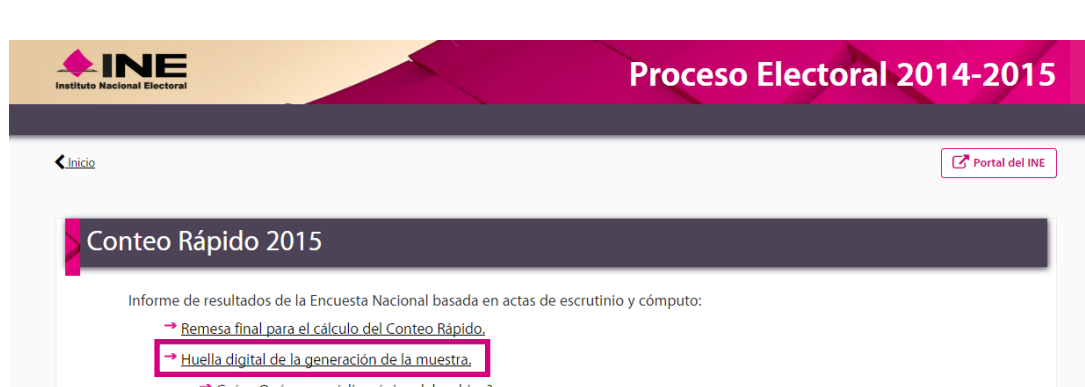 INE
Instituto Nacional Electoral
Proceso Electoral 2014-2015
Inicio
Portal del INE
Conteo Rápido 2015
Informe de resultados de la Encuesta Nacional basada en actas de escrutinio y cómputo:
Remesa final para el cálculo del Conteo Rápido.
Huella digital de la generación de la muestra.